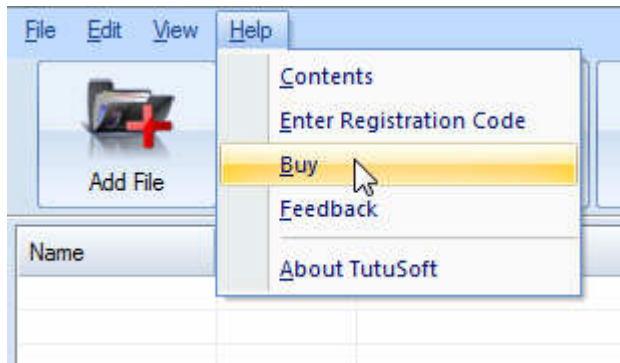 File Edit View Help
Contents
Enter Registration Code
Buy
Add File
Feedback
Name
About TutuSoft